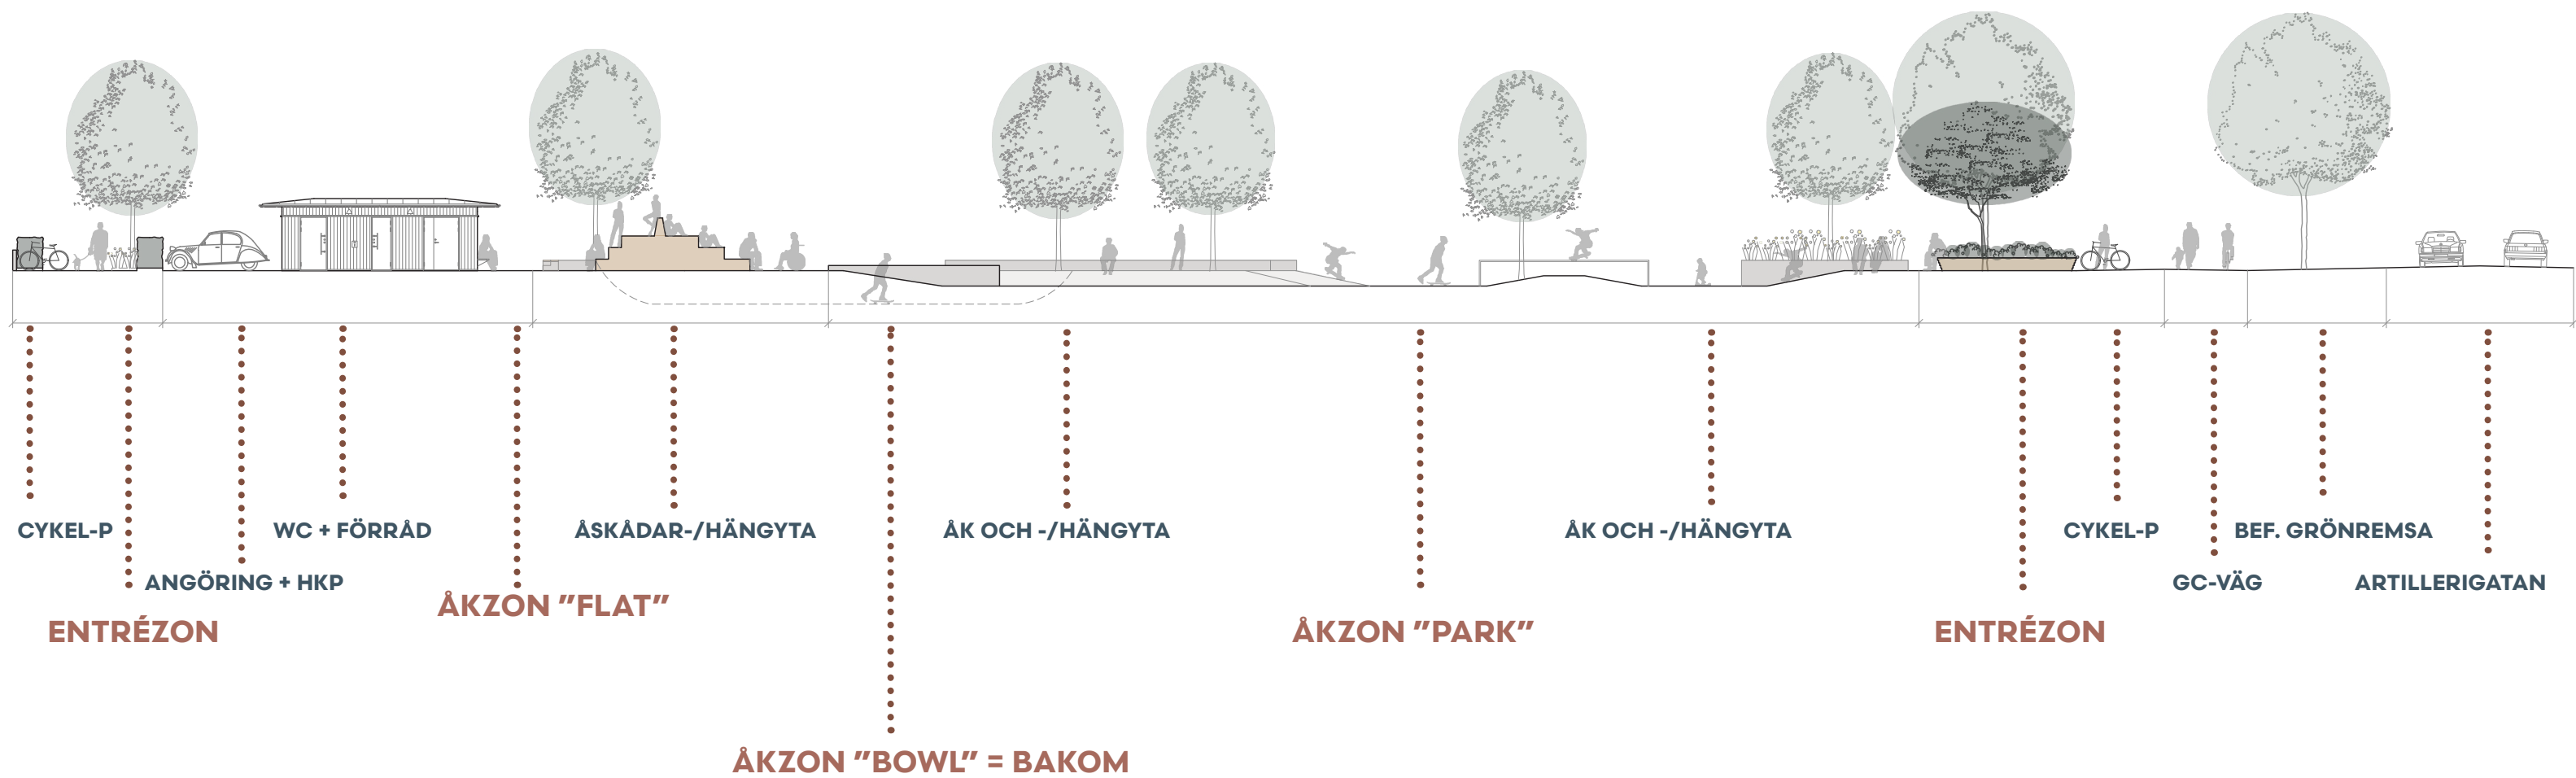 CYKEL-P
WC + FÖRRÅD
ÅSKÅDAR-/HÄNGYTA
ÅK OCH -/HÄNGYTA
ÅK OCH -/HÄNGYTA
CYKEL-P
BEF. GRÖNREMSA
ANGÖRING + HKP
GC-VÄG
ARTILLERIGATAN
ÅKZON ”FLAT”
ENTRÉZON
ÅKZON ”PARK”
ENTRÉZON
ÅKZON ”BOWL” = BAKOM